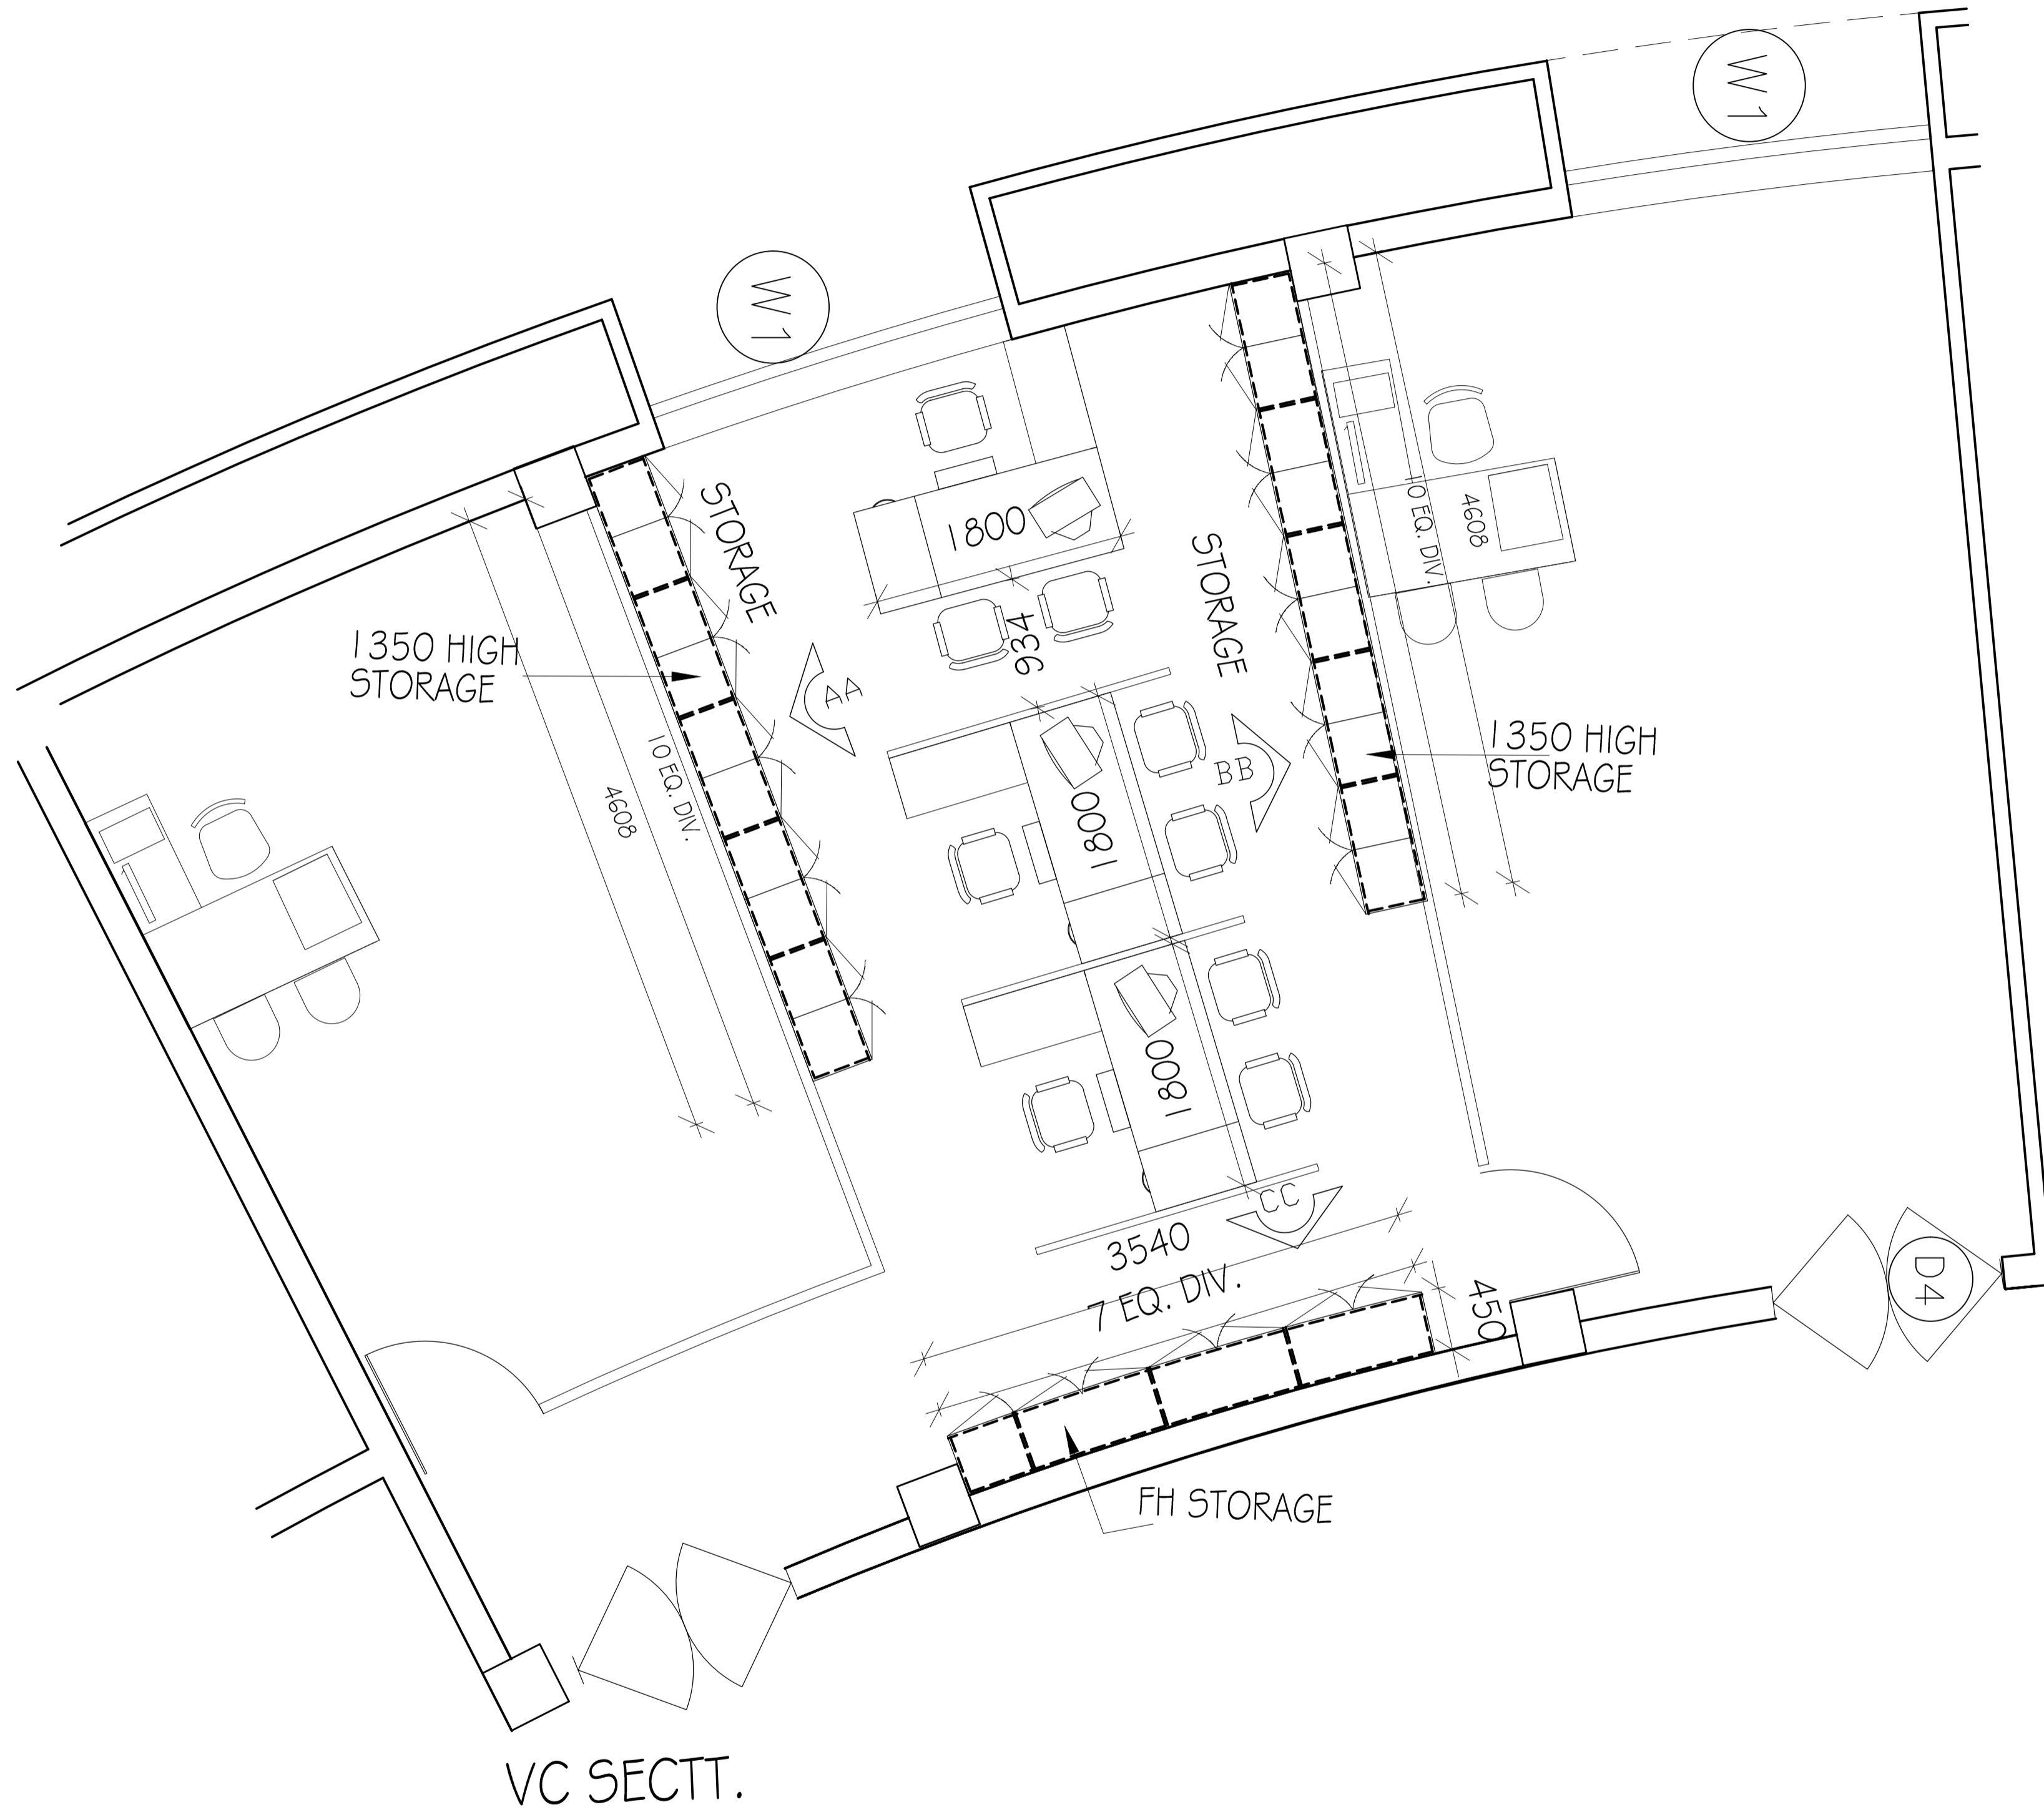 W1
W1
STORAGE
1800
STORAGE
10 EQ. DIV.
4608
934
1350 HIGH
STORAGE
AA
1350 HIGH
STORAGE
BB
10 EQ. DIV.
4608
1800
1800
CC
3540
7 EQ. DIV.
450
D4
FH STORAGE
VC SECTT.